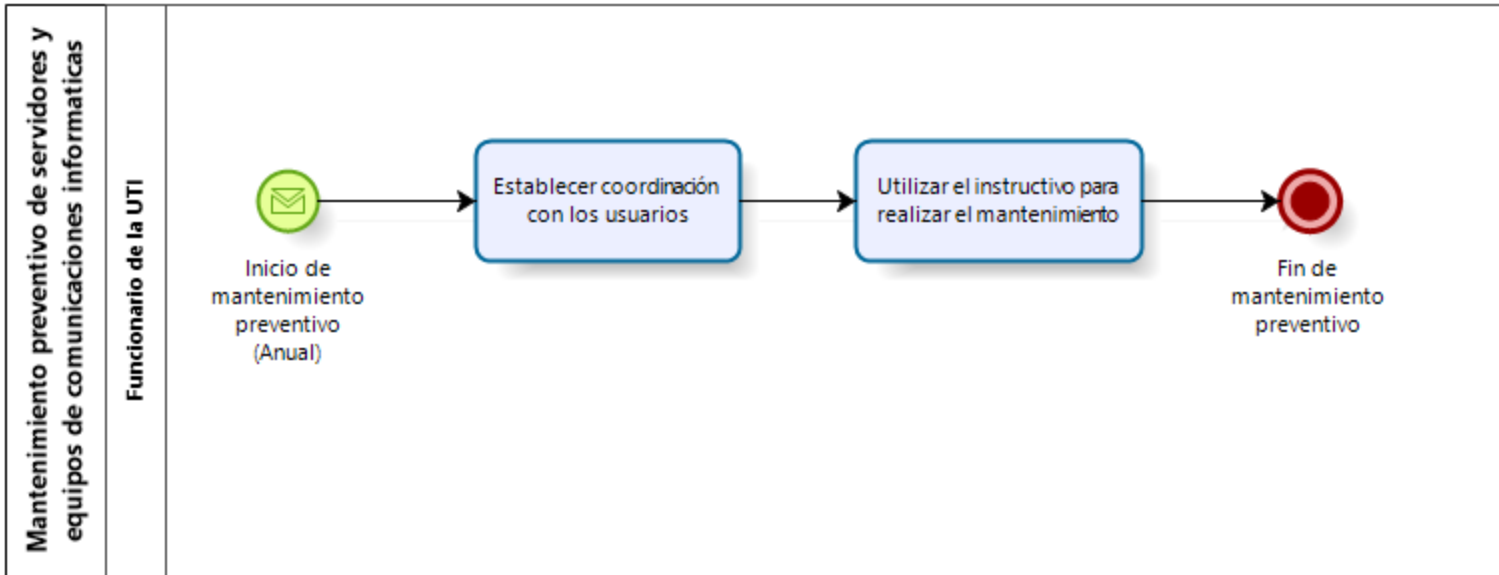 Mantenimiento preventivo de servidores y
equipos de comunicaciones informaticas
Funcionario de la UTI
Inicio de
mantenimiento
preventivo
(Anual)
Establecer coordinación
con los usuarios
Utilizar el instructivo para
realizar el mantenimiento
Fin de
mantenimiento
preventivo